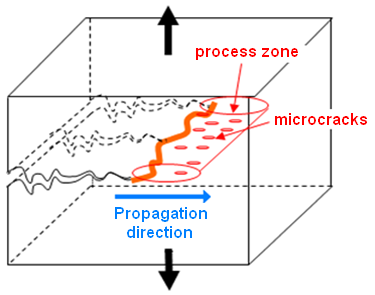 process zone
microcracks
Propagation
direction